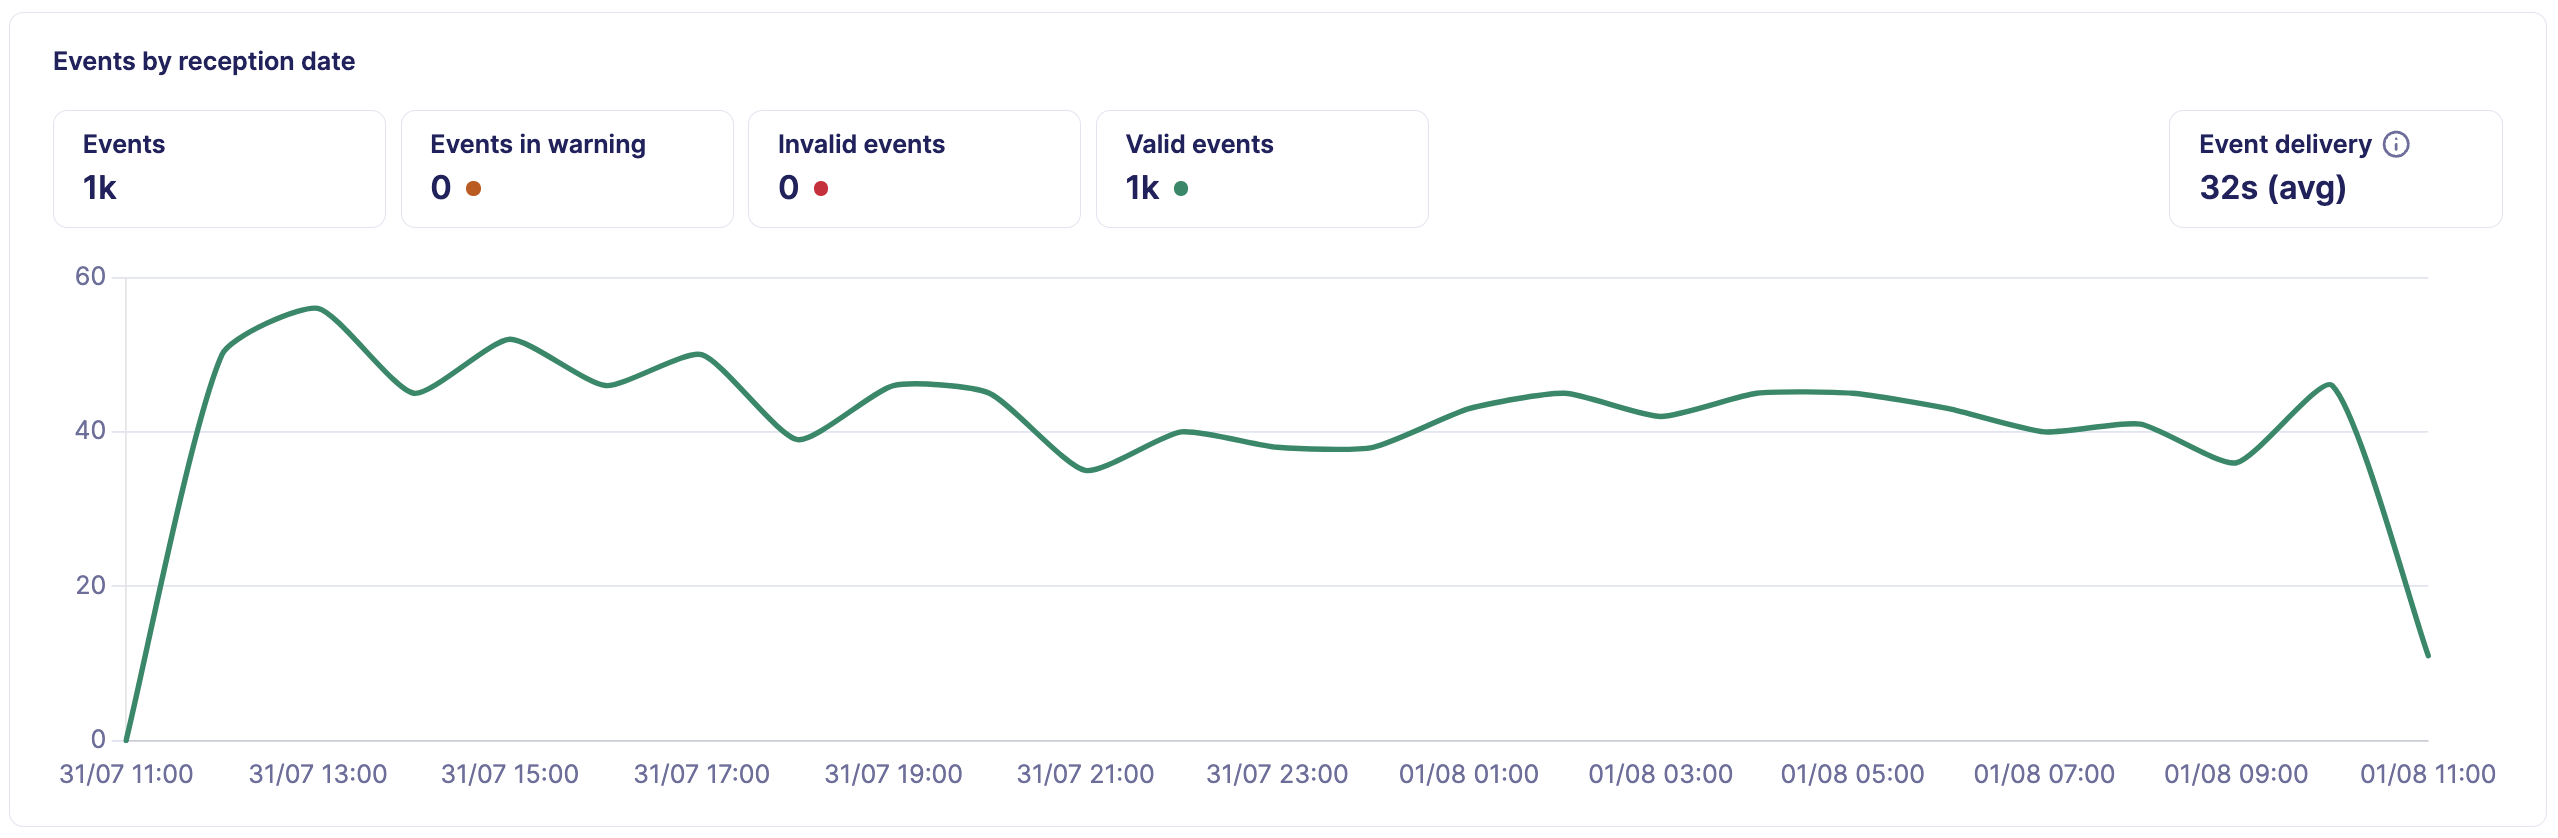 Events by reception date
Events
1k
Events in warning
0
Invalid events
0
Valid events
1k
Event delivery
32s (avg)
60
40
20
0
31/07 11:00 31/07 13:00 31/07 15:00 31/07 17:00 31/07 19:00 31/07 21:00 31/07 23:00 01/08 01:00 01/08 03:00 01/08 05:00 01/08 07:00 01/08 09:00 01/08 11:00